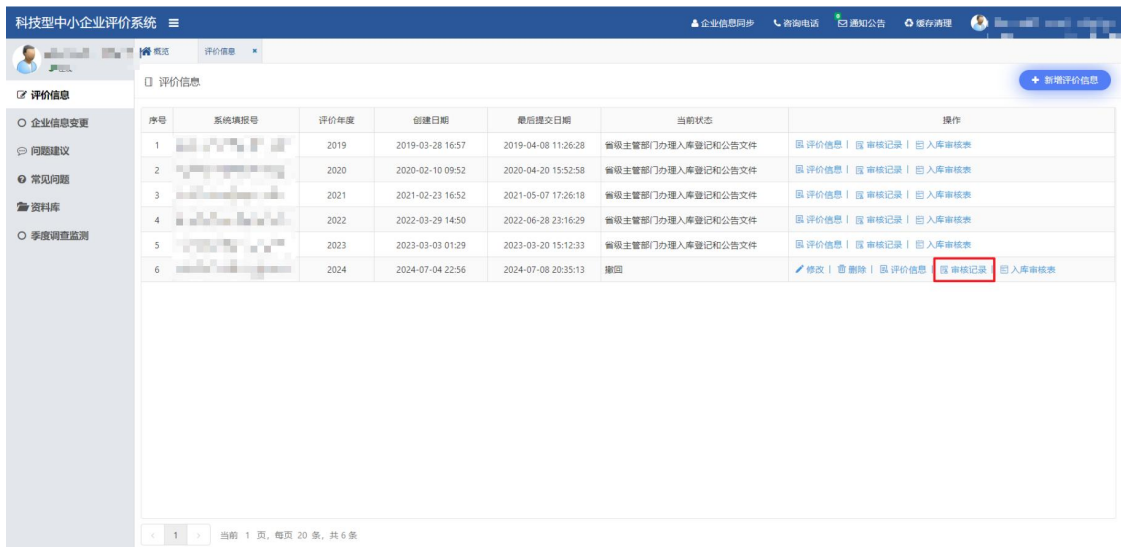 科技型中小企业评价系统
企业信息同步 咨询电话 通知公告 缓存清理
概览 评价信息
评价信息 + 新增评价信息
评价信息
企业信息变更
问题建议
常见问题
资料库
季度调查监测
序号 系统填报号 评价年度 创建日期 最后提交日期 当前状态 操作
1 2019 2019-03-28 16:57 2019-04-08 11:26:28 省级主管部门办理入库登记和公告文件 评价信息 | 审核记录 | 入库审核表
2 2020 2020-02-10 09:52 2020-04-20 15:52:58 省级主管部门办理入库登记和公告文件 评价信息 | 审核记录 | 入库审核表
3 2021 2021-02-23 16:52 2021-05-07 17:26:18 省级主管部门办理入库登记和公告文件 评价信息 | 审核记录 | 入库审核表
4 2022 2022-03-29 14:50 2022-06-28 23:16:29 省级主管部门办理入库登记和公告文件 评价信息 | 审核记录 | 入库审核表
5 2023 2023-03-03 01:29 2023-03-20 15:12:33 省级主管部门办理入库登记和公告文件 评价信息 | 审核记录 | 入库审核表
6 2024 2024-07-04 22:56 2024-07-08 20:35:13 撤回 修改 | 删除 | 评价信息 | 审核记录 | 入库审核表
< 1 > 当前 1 页, 每页 20 条, 共 6 条